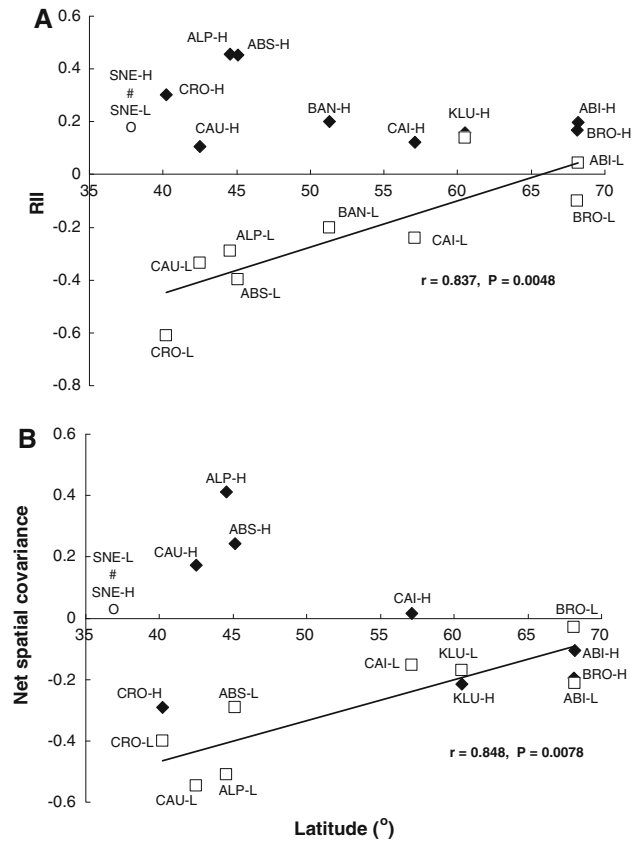 A
0.6
ALP-H
ABS-H
0.4
SNE-H
#
CRO-H
SNE-L
O
0.2
BAN-H
KLU-H
ABI-H
CAU-H
CAI-H
BRO-H
ABI-L
0
35 40 45 50 55 60 65 70
RII
-0.2
BAN-L
BRO-L
ALP-L
CAI-L
CAU-L
-0.4
ABS-L
r = 0.837, P = 0.0048
-0.6
CRO-L
-0.8
B
0.6
ALP-H
0.4
ABS-H
0.2
CAU-H
SNE-L
#
SNE-H
O
CAI-H
BRO-L
0
35 40 45 50 55 60 65 70
Net spatial covariance
CAI-L
KLU-L
ABI-H
-0.2
CRO-H
ABS-L
KLU-H
BRO-H
ABI-L
-0.4
CRO-L
r = 0.848, P = 0.0078
CAU-L
ALP-L
-0.6
Latitude (°)